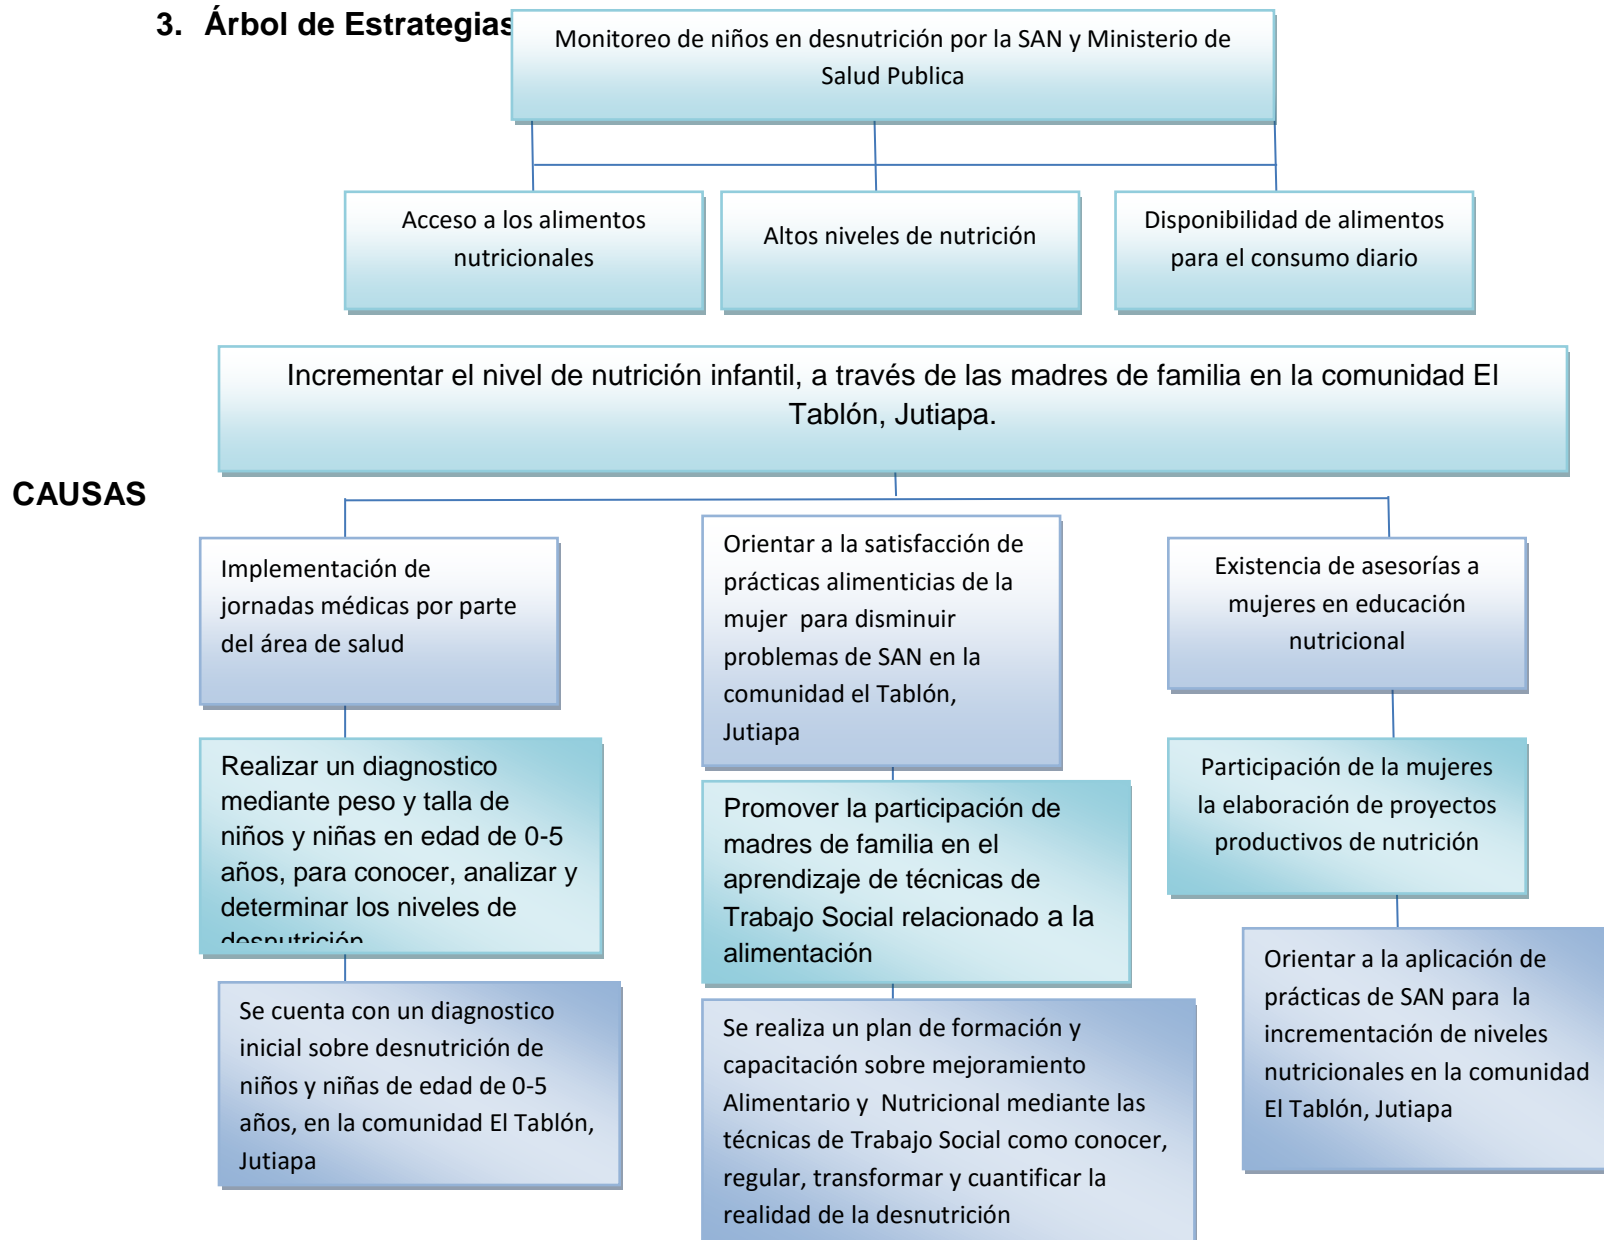 3. Árbol de Estrategias
Monitoreo de niños en desnutrición por la SAN y Ministerio de
Salud Publica
Acceso a los alimentos
nutricionales
Altos niveles de nutrición
Disponibilidad de alimentos
para el consumo diario
Incrementar el nivel de nutrición infantil, a través de las madres de familia en la comunidad El
Tablón, Jutiapa.
CAUSAS
Implementación de
jornadas médicas por parte
del área de salud
Orientar a la satisfacción de
prácticas alimenticias de la
mujer para disminuir
problemas de SAN en la
comunidad el Tablón,
Jutiapa
Existencia de asesorías a
mujeres en educación
nutricional
Realizar un diagnostico
mediante peso y talla de
niños y niñas en edad de 0-5
años, para conocer, analizar y
determinar los niveles de
desnutrición
Promover la participación de
madres de familia en el
aprendizaje de técnicas de
Trabajo Social relacionado a la
alimentación
Participación de la mujeres
la elaboración de proyectos
productivos de nutrición
Se cuenta con un diagnostico
inicial sobre desnutrición de
niños y niñas de edad de 0-5
años, en la comunidad El Tablón,
Jutiapa
Se realiza un plan de formación y
capacitación sobre mejoramiento
Alimentario y Nutricional mediante las
técnicas de Trabajo Social como conocer,
regular, transformar y cuantificar la
realidad de la desnutrición
Orientar a la aplicación de
prácticas de SAN para la
incrementación de niveles
nutricionales en la comunidad
El Tablón, Jutiapa